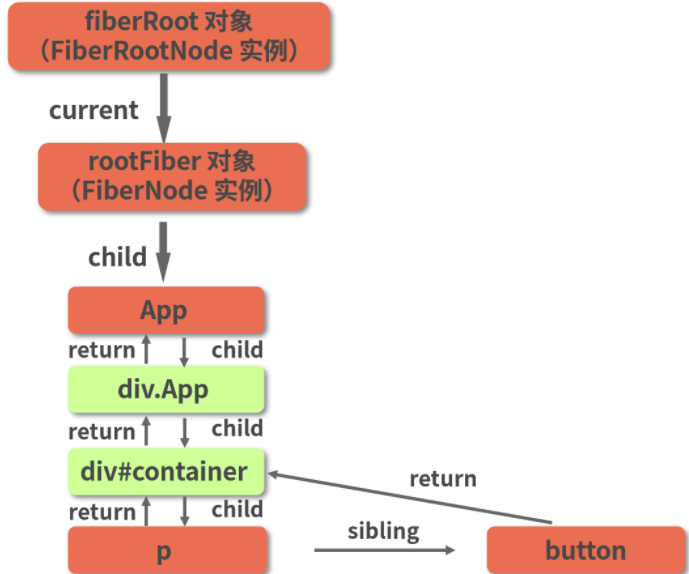 fiberRoot 对象
（FiberRootNode 实例）
current
rootFiber 对象
（FiberNode 实例）
child
App
return
child
div.App
return
child
div#container
return
return
child
p
sibling
button